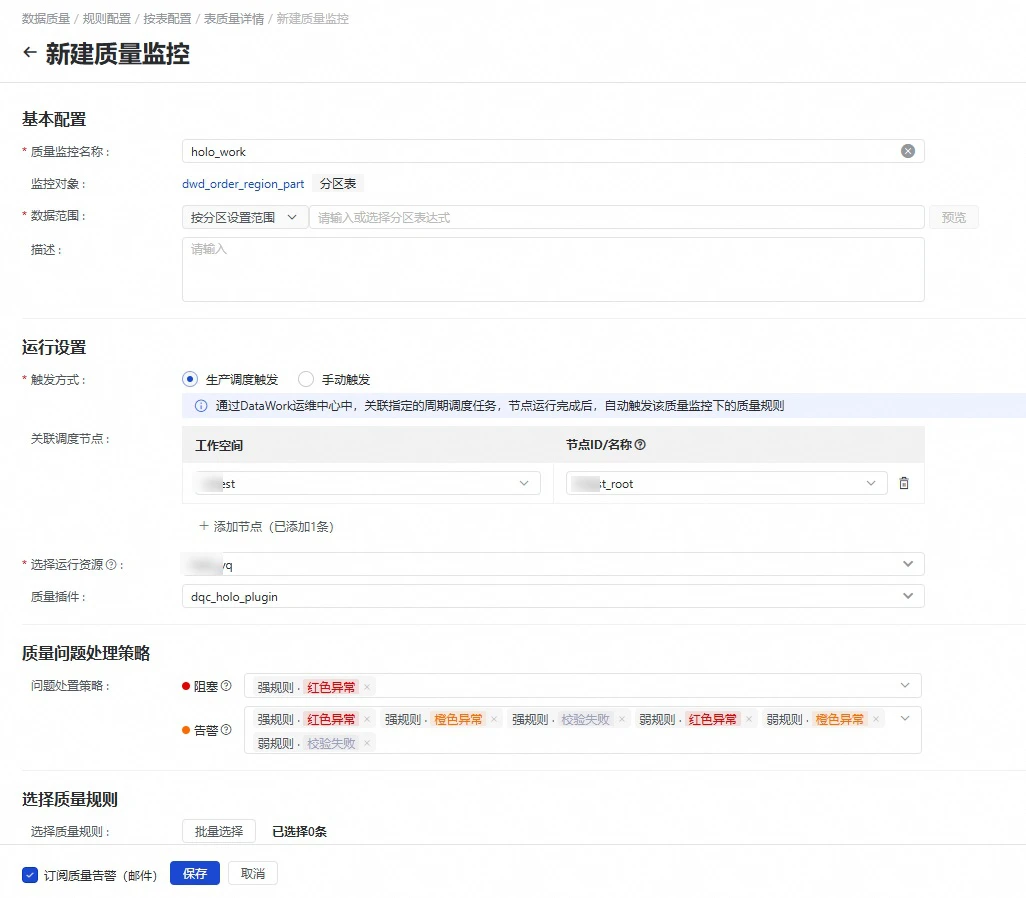 数据质量 / 规则配置 / 按表配置 / 表质量详情 / 新建质量监控
← 新建质量监控
基本配置
* 质量监控名称 : holo_work
监控对象 : dwd_order_region_part 分区表
* 数据范围 : 按分区设置范围 请输入或选择分区表达式 预览
描述 : 请输入
运行设置
* 触发方式 : 生产调度触发 手动触发
通过DataWork运维中心中，关联指定的周期调度任务，节点运行完成后，自动触发该质量监控下的质量规则
关联调度节点 : 工作空间 节点ID/名称
est t_root
+ 添加节点（已添加1条）
* 选择运行资源 : q
质量插件 : dqc_holo_plugin
质量问题处理策略
问题处置策略 : 阻塞 强规则 · 红色异常 ×
告警 强规则 · 红色异常 × 强规则 · 橙色异常 × 强规则 · 校验失败 × 弱规则 · 红色异常 × 弱规则 · 橙色异常 ×
弱规则 · 校验失败 ×
选择质量规则
选择质量规则 : 批量选择 已选择0条
订阅质量告警（邮件） 保存 取消